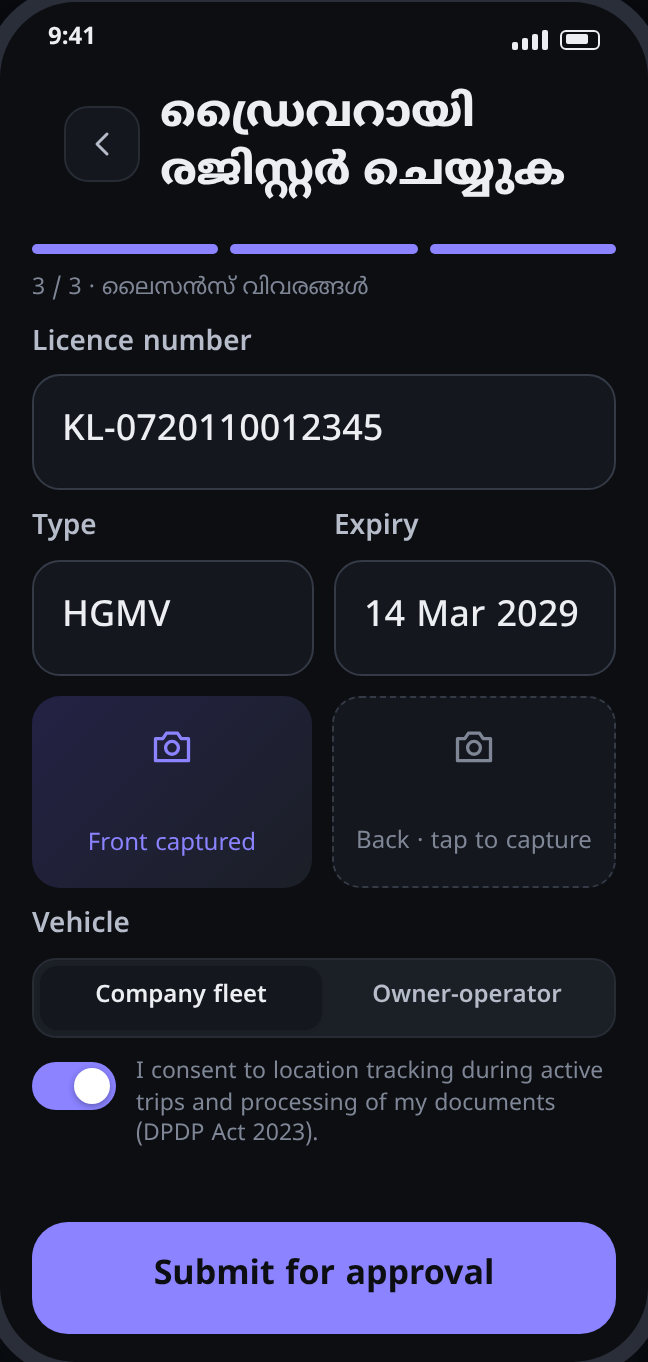 9:41
ഡ്രൈവറായി
രജിസ്റ്റർ ചെയ്യുക
3 / 3 · ലൈസൻസ് വിവരങ്ങൾ
Licence number
KL-0720110012345
Type
Expiry
HGMV
14 Mar 2029
Front captured
Back · tap to capture
Vehicle
Company fleet
Owner-operator
I consent to location tracking during active
trips and processing of my documents
(DPDP Act 2023).
Submit for approval